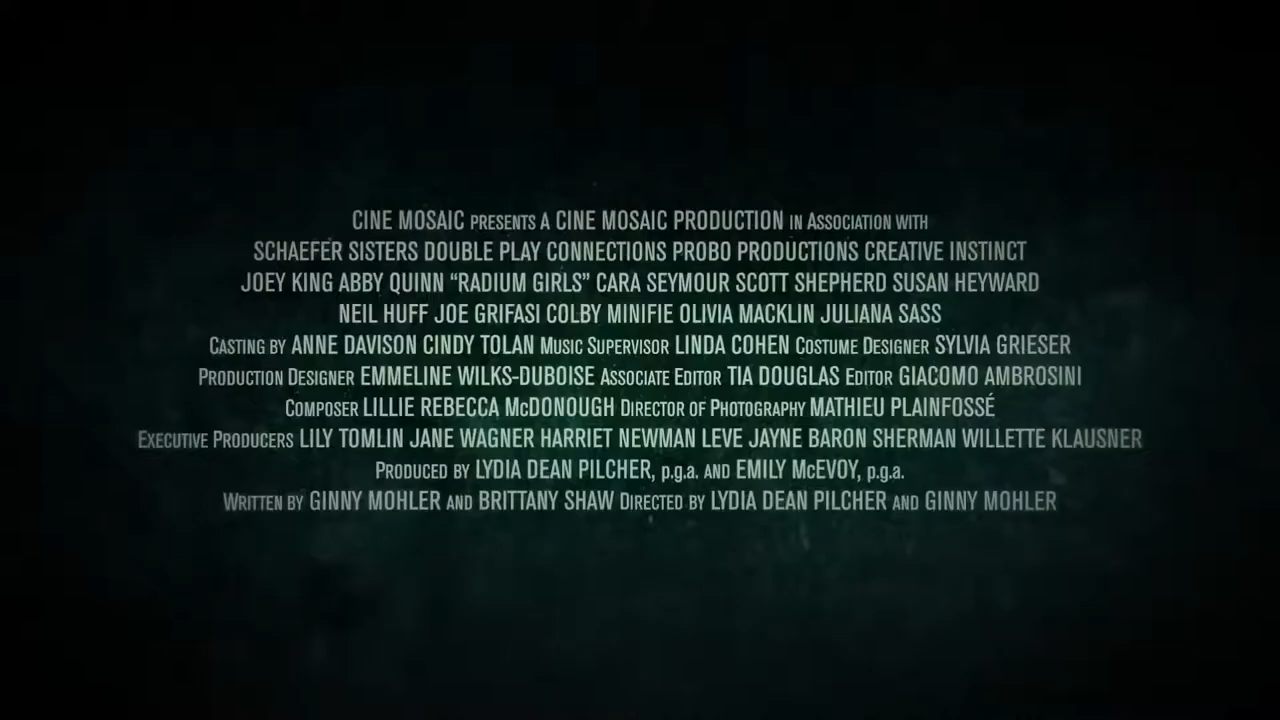 CINE MOSAIC PRESENTS A CINE MOSAIC PRODUCTION IN ASSOCIATION WITH
SCHAEFER SISTERS DOUBLE PLAY CONNECTIONS PROBO PRODUCTIONS CREATIVE INSTINCT
JOEY KING ABBY QUINN “RADIUM GIRLS” CARA SEYMOUR SCOTT SHEPHERD SUSAN HEYWARD
NEIL HUFF JOE GRIFASI COLBY MINIFIE OLIVIA MACKLIN JULIANA SASS
CASTING BY ANNE DAVISON CINDY TOLAN MUSIC SUPERVISOR LINDA COHEN COSTUME DESIGNER SYLVIA GRIESER
PRODUCTION DESIGNER EMMELINE WILKS-DUBOISE ASSOCIATE EDITOR TIA DOUGLAS EDITOR GIACOMO AMBROSINI
COMPOSER LILLIE REBECCA McDONOUGH DIRECTOR OF PHOTOGRAPHY MATHIEU PLAINFOSSÉ
EXECUTIVE PRODUCERS LILY TOMLIN JANE WAGNER HARRIET NEWMAN LEVE JAYNE BARON SHERMAN WILLETTE KLAUSNER
PRODUCED BY LYDIA DEAN PILCHER, p.g.a. AND EMILY McEVOY, p.g.a.
WRITTEN BY GINNY MOHLER AND BRITTANY SHAW DIRECTED BY LYDIA DEAN PILCHER AND GINNY MOHLER